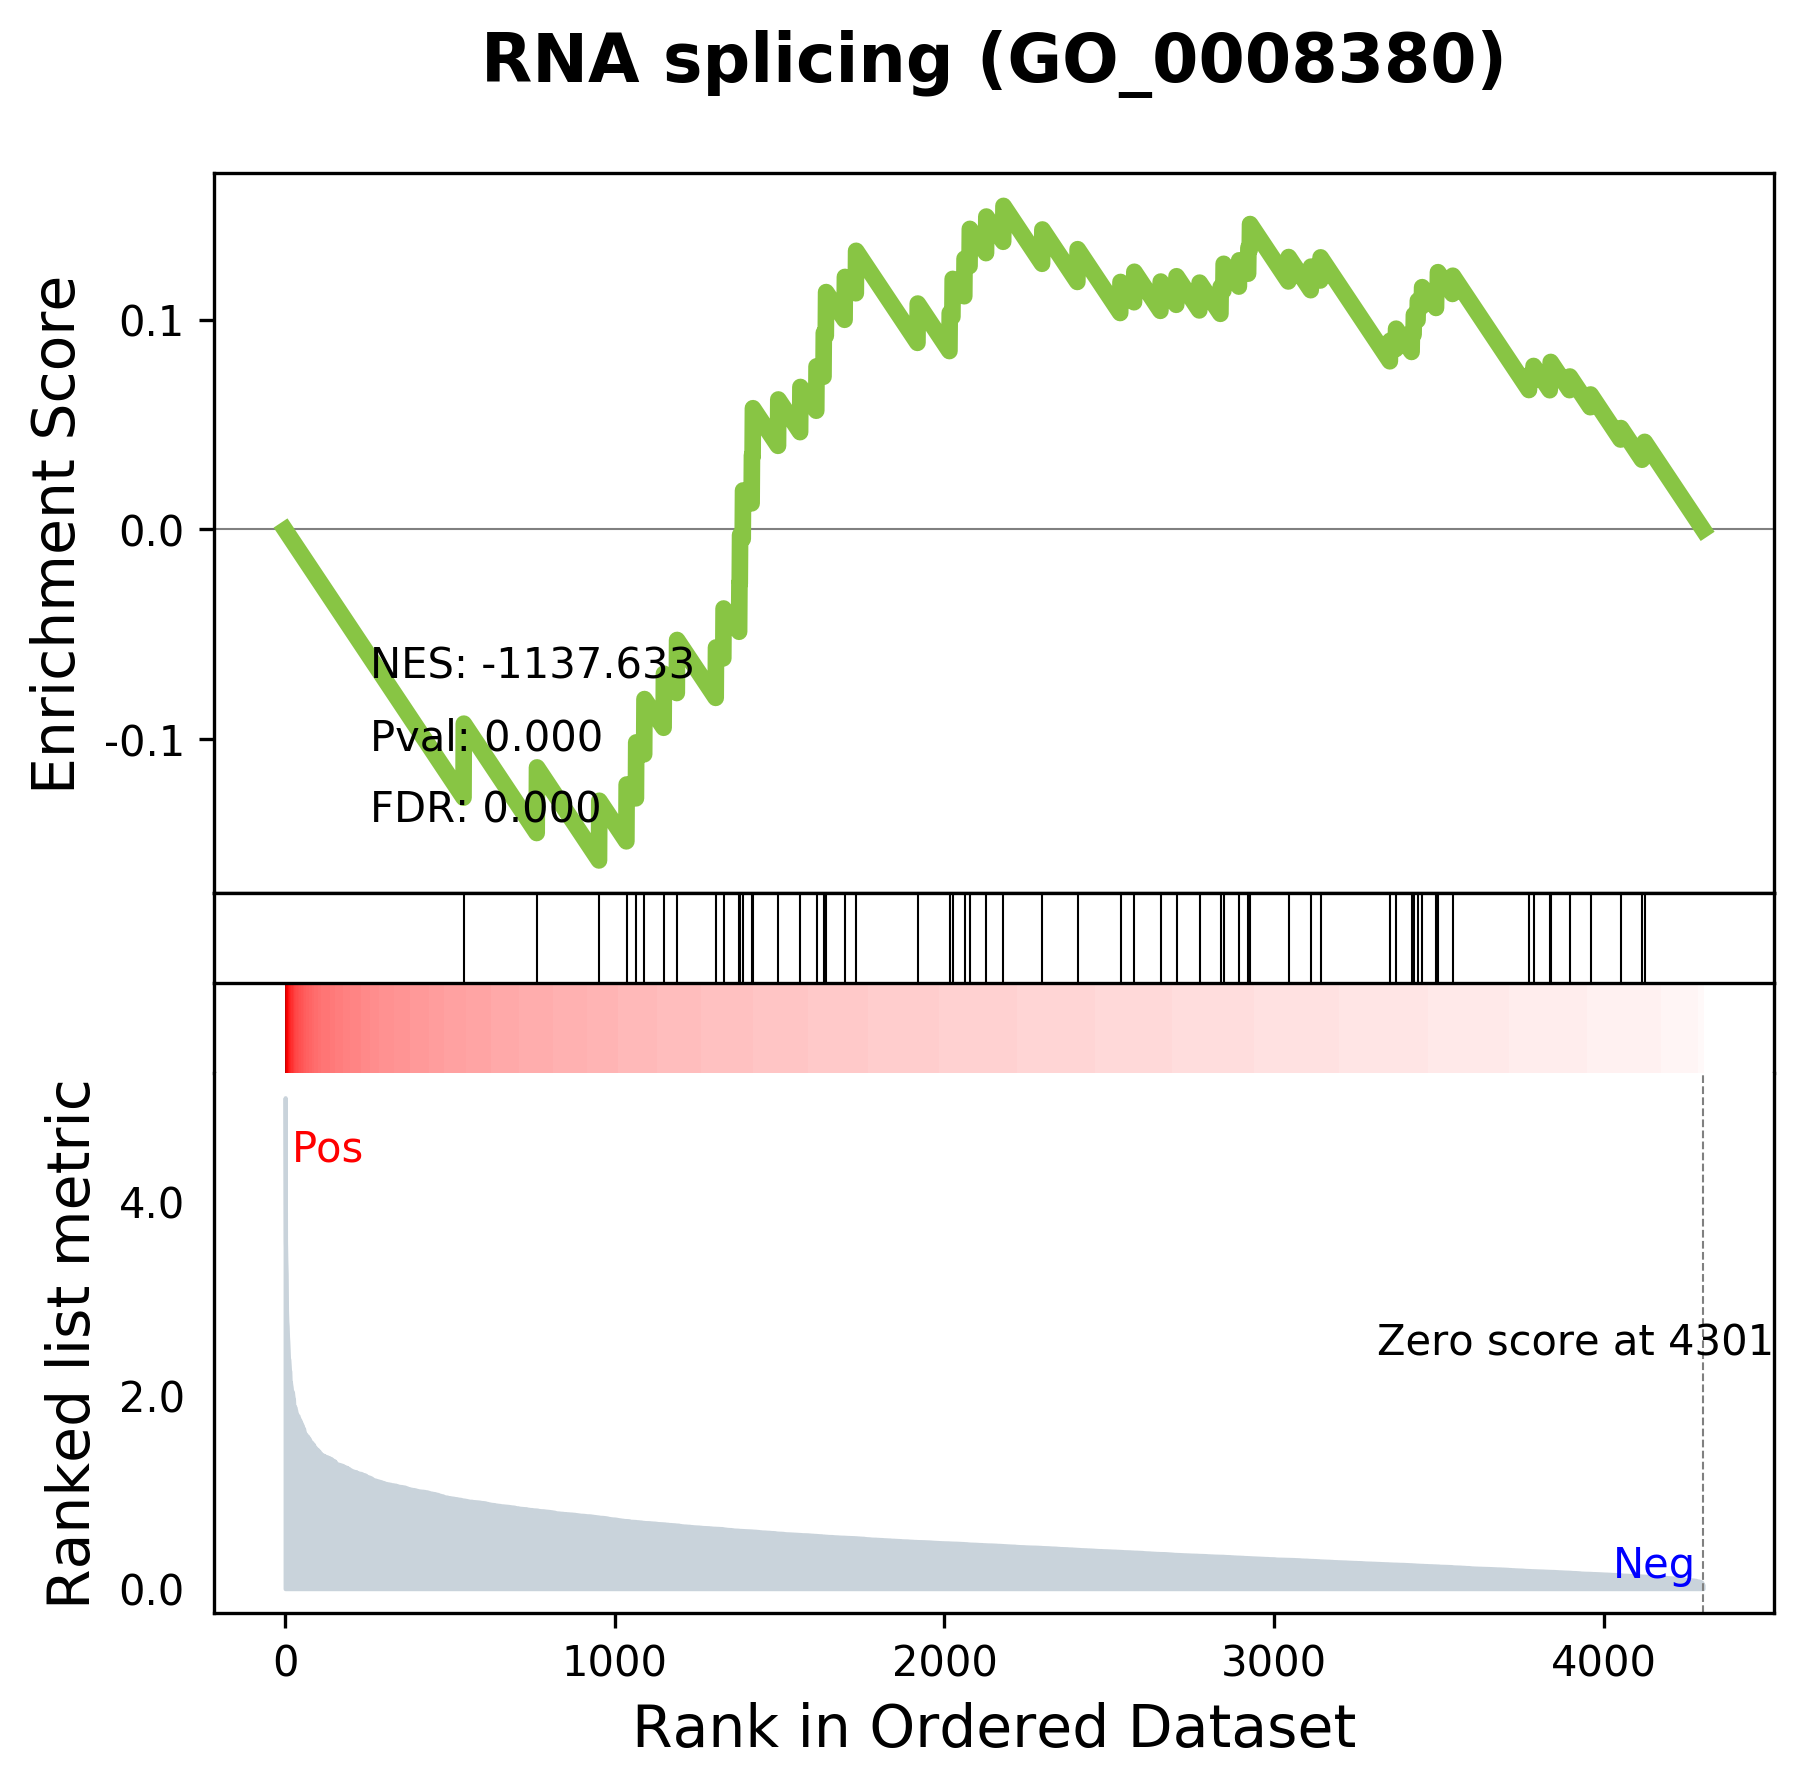 RNA splicing (GO_0008380)
Enrichment Score
0.1
0.0
-0.1
NES: -1137.633
Pval: 0.000
FDR: 0.000
Ranked list metric
Pos
4.0
Zero score at 4301
2.0
Neg
0.0
0 1000 2000 3000 4000
Rank in Ordered Dataset